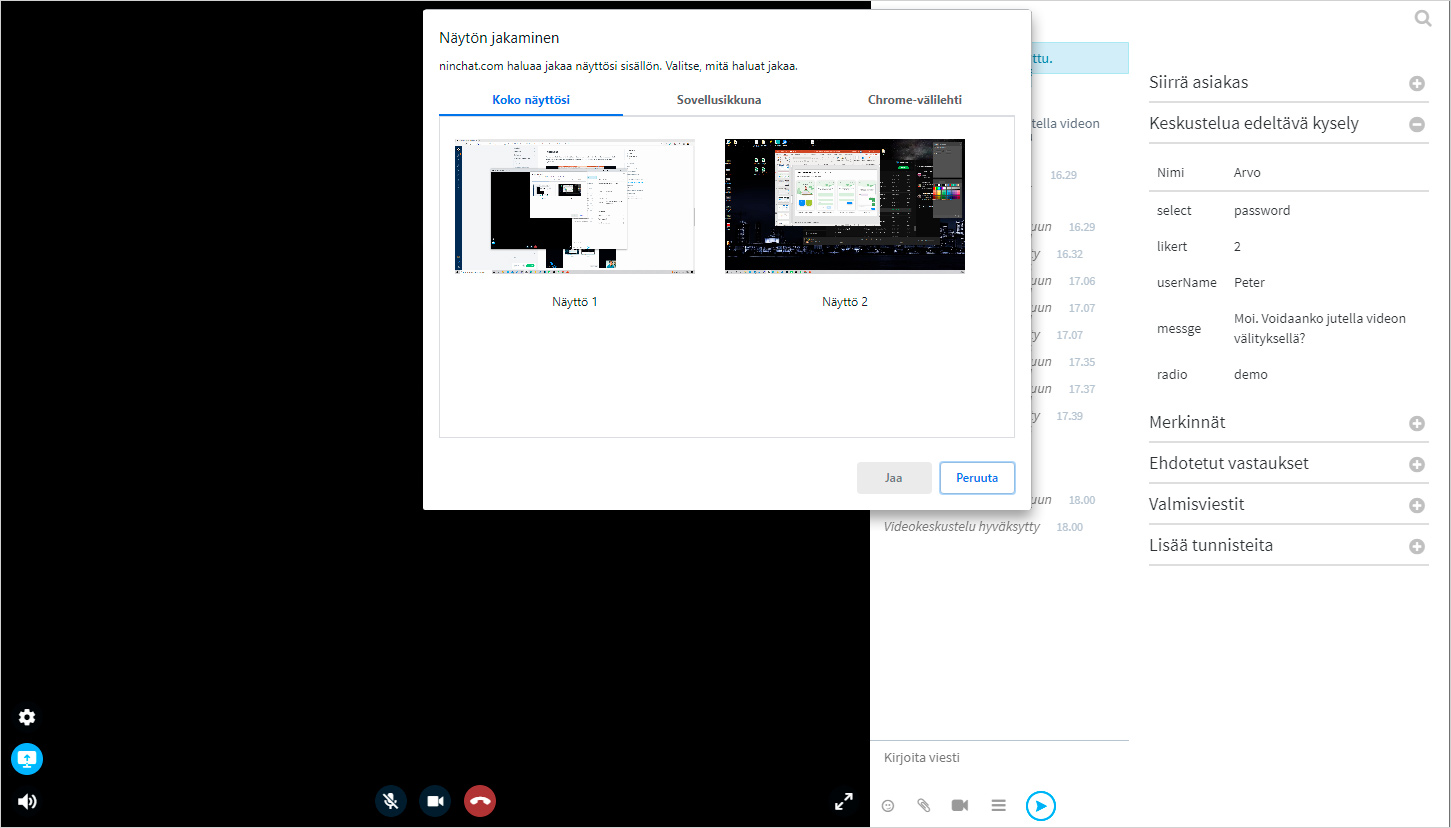 Näytön jakaminen
ninchat.com haluaa jakaa näyttösi sisällön. Valitse, mitä haluat jakaa.
Koko näyttösi
Sovellusikkuna
Chrome-välilehti
Näyttö 1
Näyttö 2
Jaa
Peruuta
ttu.
tella videon
16.29
uun 16.29
ty 16.32
uun 17.06
uun 17.07
ty 17.07
uun 17.35
uun 17.37
ty 17.39
uun 18.00
Videokeskustelu hyväksytty 18.00
Kirjoita viesti
Siirrä asiakas
Keskustelua edeltävä kysely
Nimi Arvo
select password
likert 2
userName Peter
messge Moi. Voidaanko jutella videon
välityksellä?
radio demo
Merkinnät
Ehdotetut vastaukset
Valmisviestit
Lisää tunnisteita